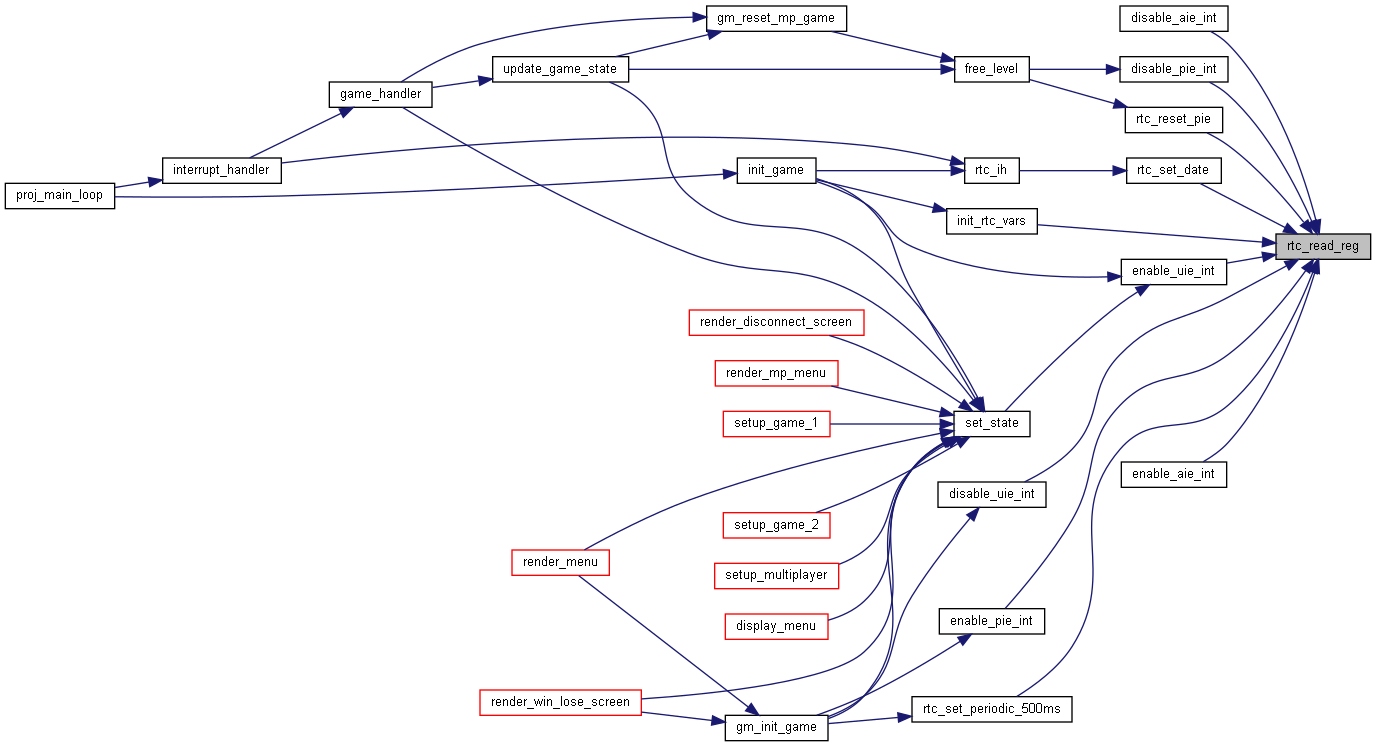 gm_reset_mp_game
disable_aie_int
update_game_state
free_level
disable_pie_int
game_handler
rtc_reset_pie
interrupt_handler
init_game
rtc_ih
rtc_set_date
proj_main_loop
init_rtc_vars
rtc_read_reg
enable_uie_int
render_disconnect_screen
render_mp_menu
setup_game_1
set_state
enable_aie_int
disable_uie_int
setup_game_2
render_menu
setup_multiplayer
display_menu
enable_pie_int
render_win_lose_screen
rtc_set_periodic_500ms
gm_init_game